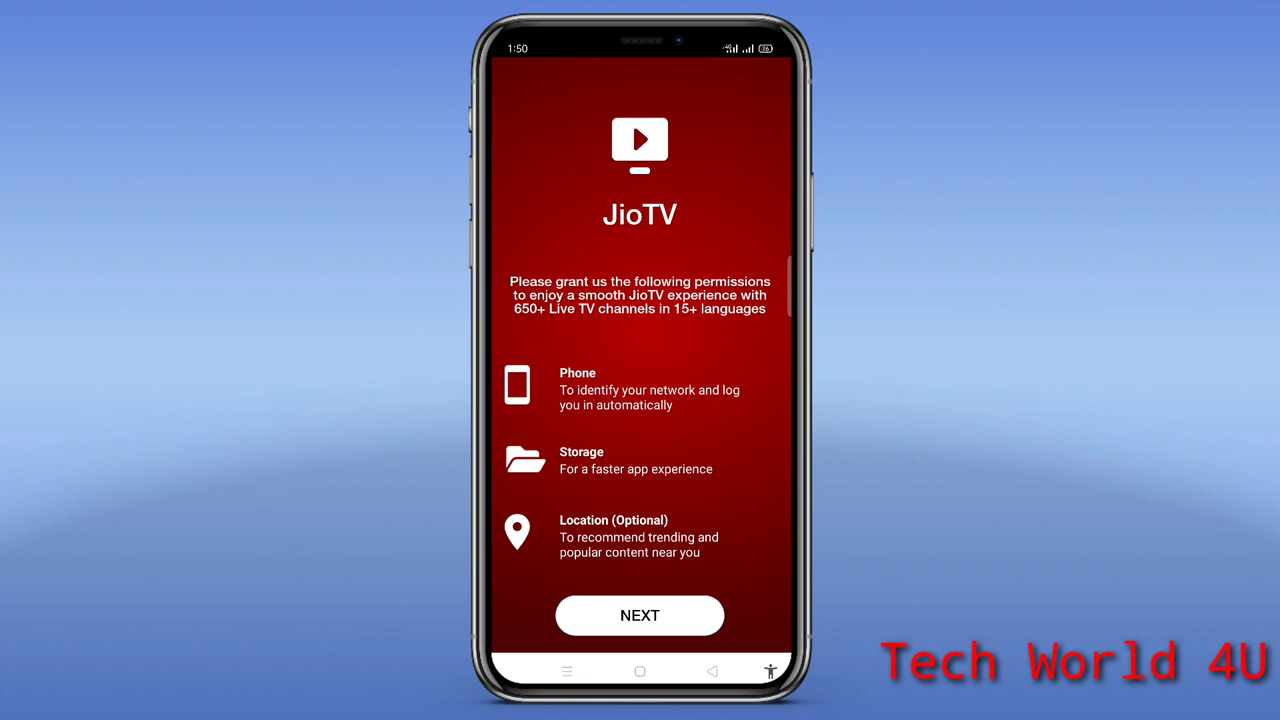 1:50
4G
76
JioTV
Please grant us the following permissions
to enjoy a smooth JioTV experience with
650+ Live TV channels in 15+ languages
Phone
To identify your network and log
you in automatically
Storage
For a faster app experience
Location (Optional)
To recommend trending and
popular content near you
NEXT
Tech World 4U